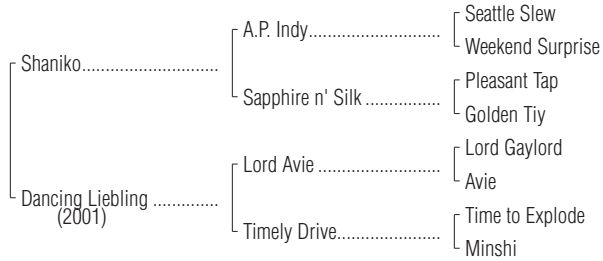 Seattle Slew
A.P. Indy
Weekend Surprise
Shaniko
Pleasant Tap
Sapphire n' Silk
Golden Tiy
Lord Gaylord
Lord Avie
Avie
Dancing Liebling
(2001)
Time to Explode
Timely Drive
Minshi